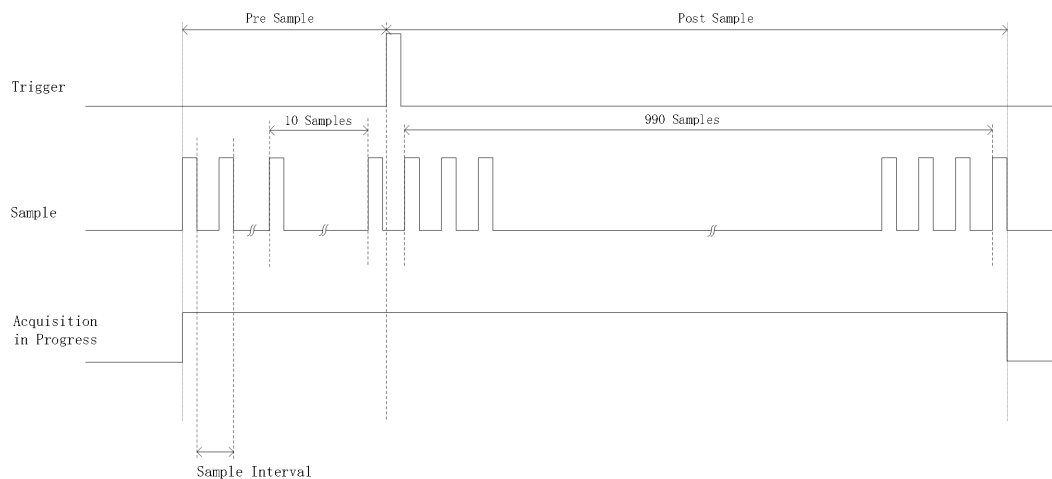 Pre Sample
Post Sample
Trigger
10 Samples
990 Samples
Sample
Acquisition
in Progress
Sample Interval